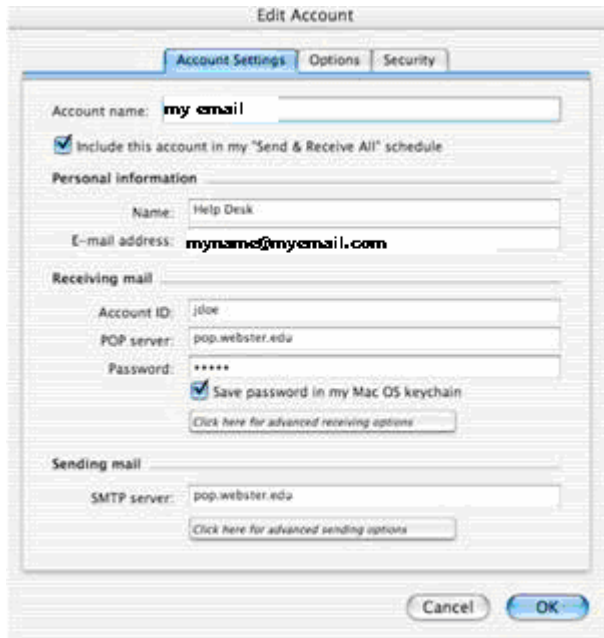 Edit Account
Account Settings Options Security
Account name: my email
Include this account in my "Send & Receive All" schedule
Personal information
Name: Help Desk
E-mail address: myname@myemail.com
Receiving mail
Account ID: jdoe
POP server: pop.webster.edu
Password: •••••
Save password in my Mac OS keychain
Click here for advanced receiving options
Sending mail
SMTP server: pop.webster.edu
Click here for advanced sending options
Cancel OK